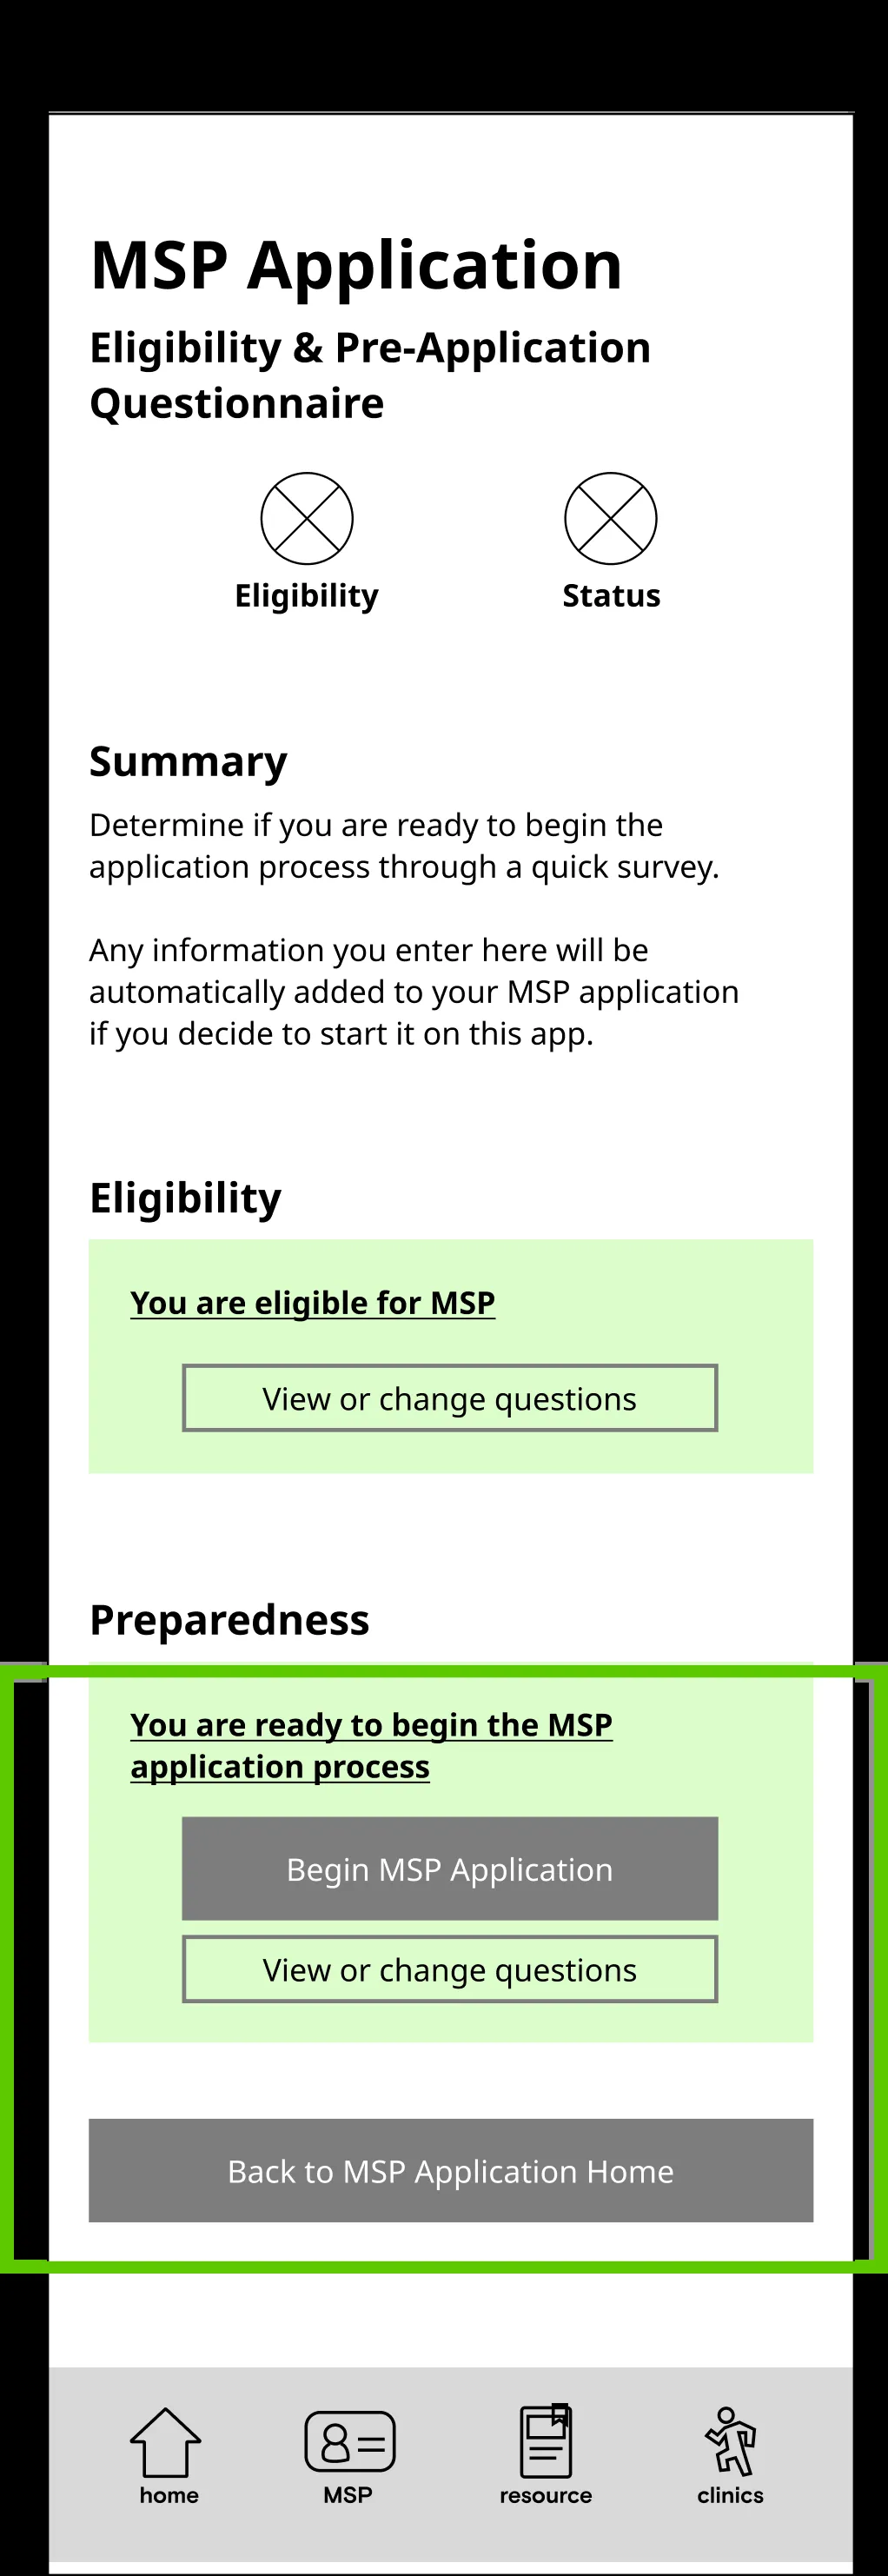 MSP Application
Eligibility & Pre-Application
Questionnaire
Eligibility
Status
Summary
Determine if you are ready to begin the
application process through a quick survey.
Any information you enter here will be
automatically added to your MSP application
if you decide to start it on this app.
Eligibility
You are eligible for MSP
View or change questions
Preparedness
You are ready to begin the MSP
application process
Begin MSP Application
View or change questions
Back to MSP Application Home
home
MSP
resource
clinics